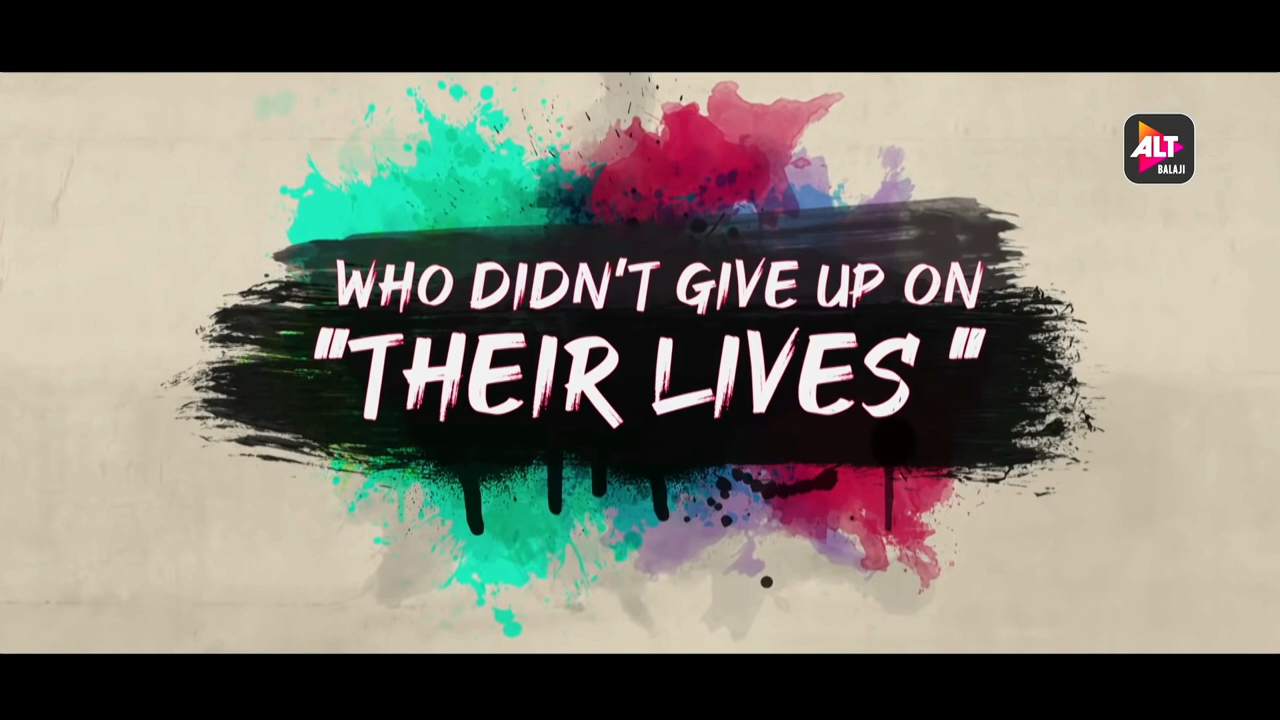 ALT
BALAJI
WHO DIDN'T GIVE UP ON
"THEIR LIVES "